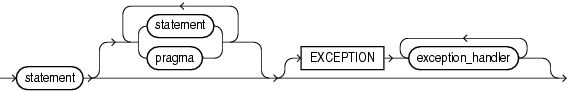 statement
pragma
EXCEPTION exception_handler
statement